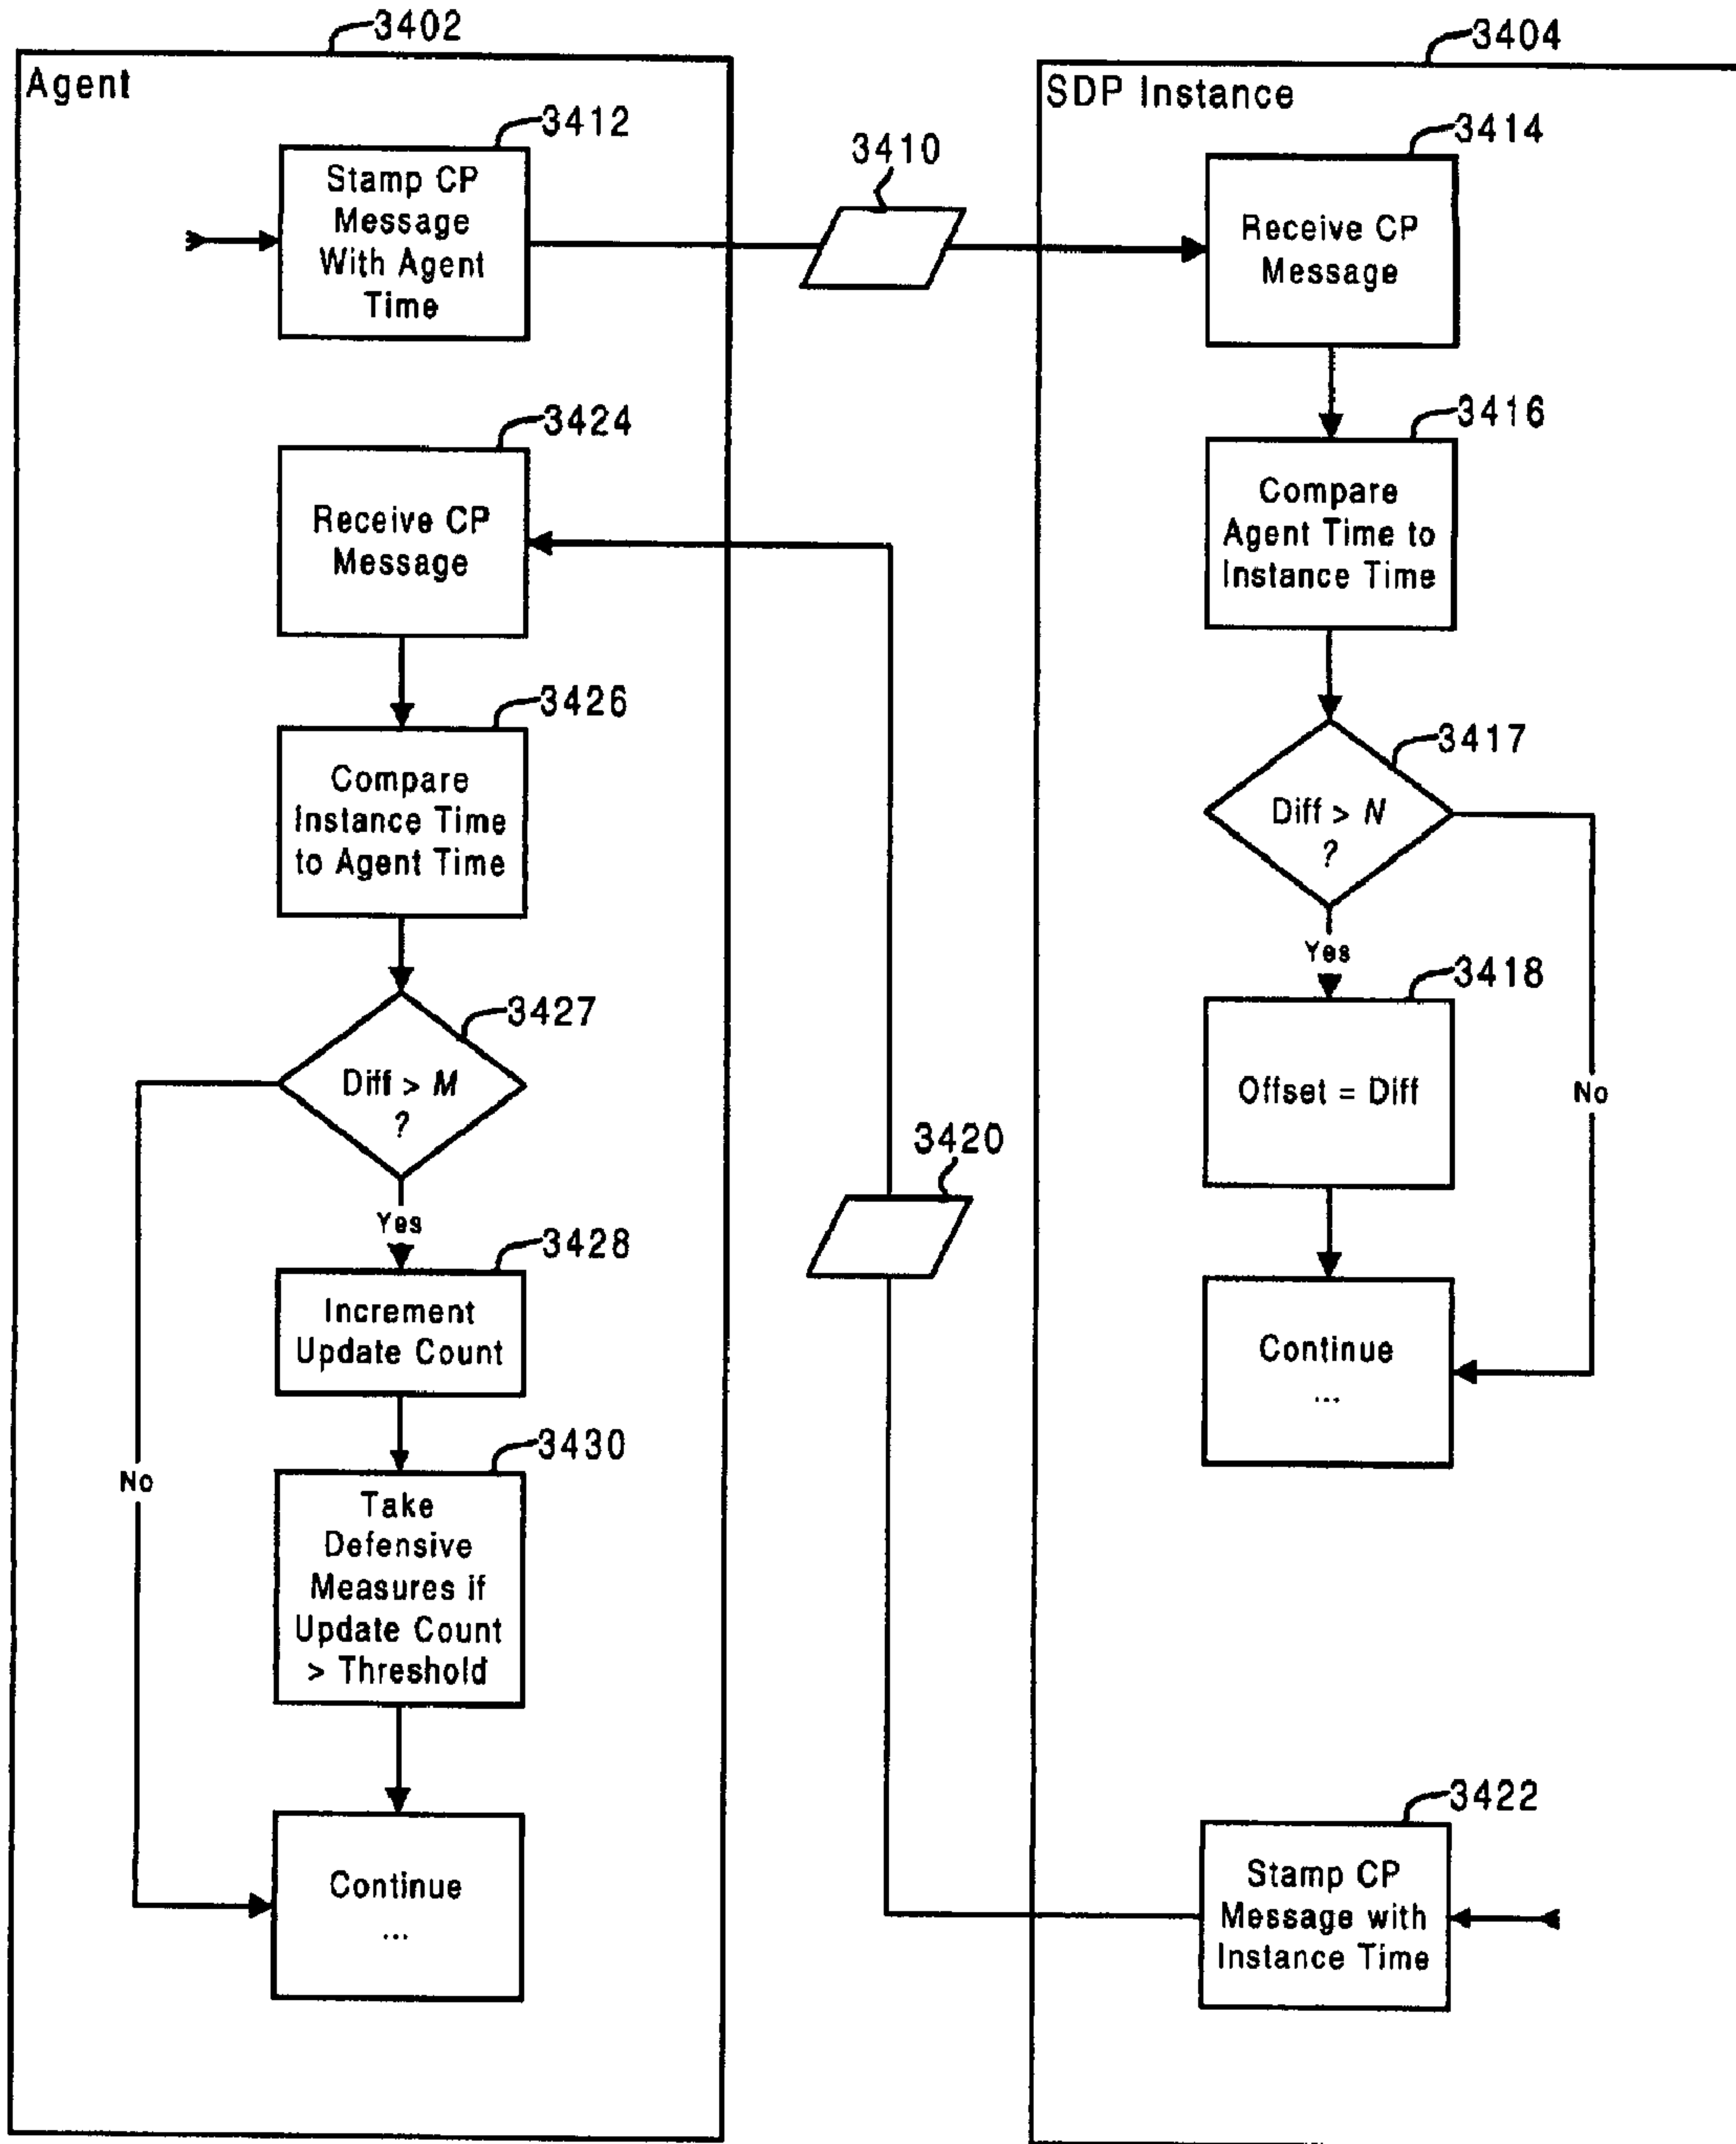 3402
Agent
3412
Stamp CP
Message
With Agent
Time
3424
Receive CP
Message
3426
Compare
Instance Time
to Agent Time
3427
Diff > M
?
Yes
No
3428
Increment
Update Count
3430
Take
Defensive
Measures if
Update Count
> Threshold
Continue
...
3410
3420
3404
SDP Instance
3414
Receive CP
Message
3416
Compare
Agent Time to
Instance Time
3417
Diff > N
?
Yes
No
3418
Offset = Diff
Continue
...
3422
Stamp CP
Message with
Instance Time